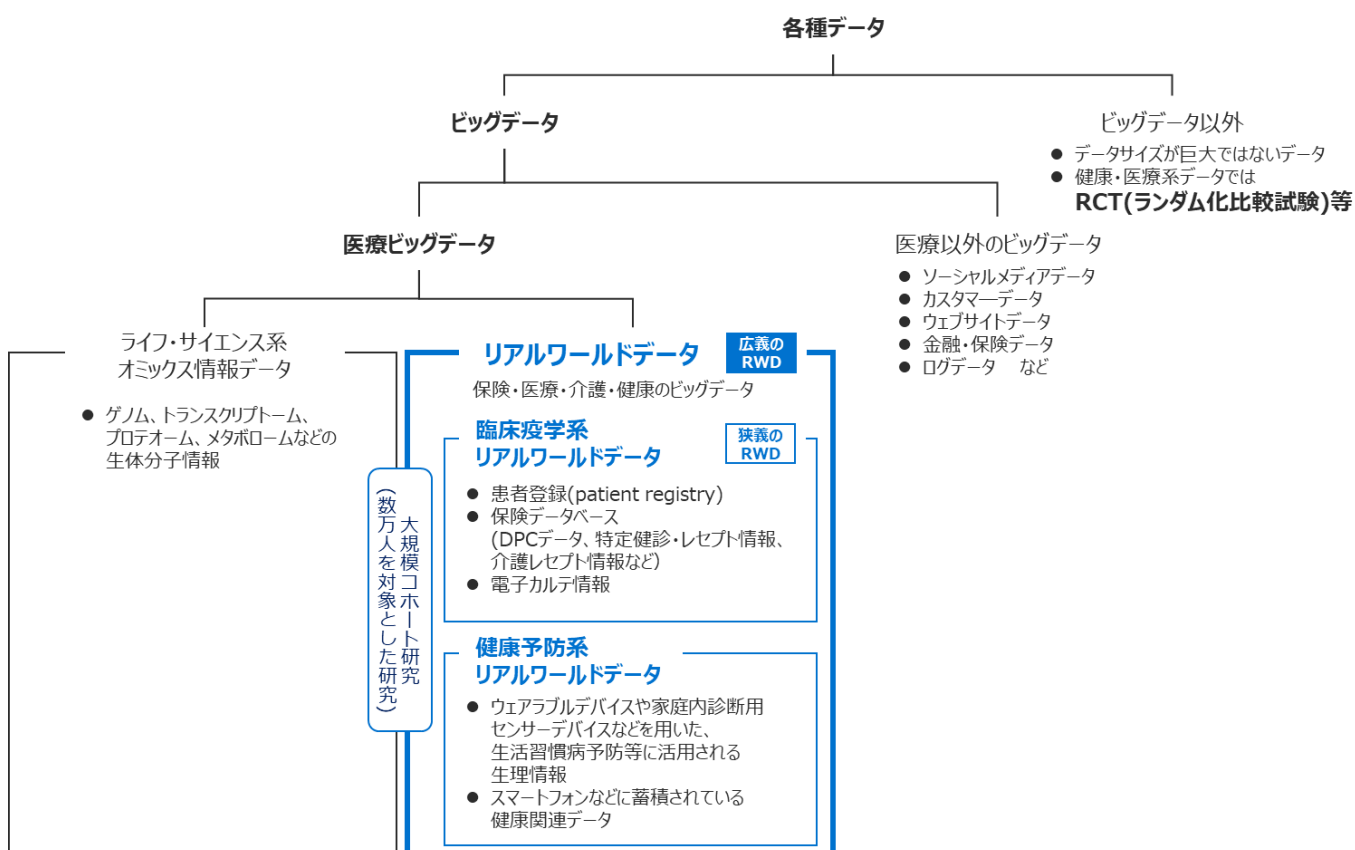 各種データ
ビッグデータ
ビッグデータ以外
● データサイズが巨大ではないデータ
● 健康・医療系データでは
RCT(ランダム化比較試験)等
医療ビッグデータ
医療以外のビッグデータ
● ソーシャルメディアデータ
● カスタマーデータ
● ウェブサイトデータ
● 金融・保険データ
● ログデータ など
ライフ・サイエンス系
オミックス情報データ
● ゲノム、トランスクリプトーム、
プロテオーム、メタボロームなどの
生体分子情報
リアルワールドデータ
広義の
RWD
保険・医療・介護・健康のビッグデータ
臨床疫学系
リアルワールドデータ
狭義の
RWD
● 患者登録(patient registry)
● 保険データベース
(DPCデータ、特定健診・レセプト情報、
介護レセプト情報など)
● 電子カルテ情報
大規模コホート研究
(数万人を対象とした研究)
健康予防系
リアルワールドデータ
● ウェアラブルデバイスや家庭内診断用
センサーデバイスなどを用いた、
生活習慣病予防等に活用される
生理情報
● スマートフォンなどに蓄積されている
健康関連データ